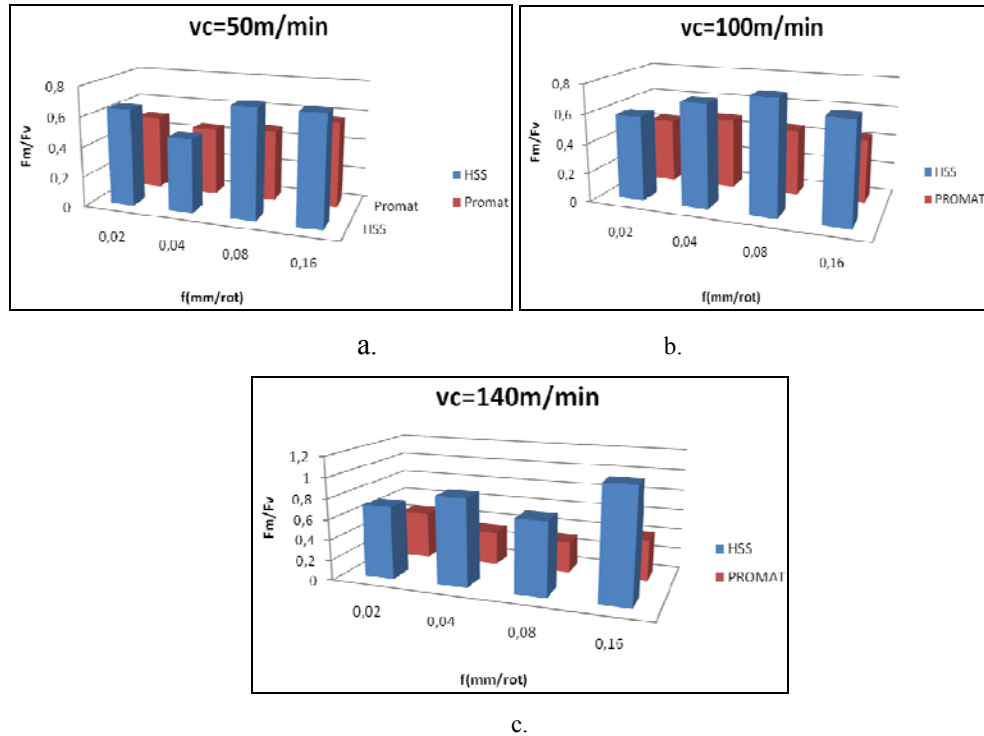 vc=50m/min
0,8
0,6
0,4
0,2
0
Fm/Fv
0,02
0,04
0,08
0,16
f(mm/rot)
Promat
HSS
HSS
Promat
a.
vc=100m/min
0,8
0,6
0,4
0,2
0
Fm/Fv
0,02
0,04
0,08
0,16
f(mm/rot)
HSS
PROMAT
b.
vc=140m/min
1,2
1
0,8
0,6
0,4
0,2
0
Fm/Fv
0,02
0,04
0,08
0,16
f(mm/rot)
HSS
PROMAT
c.